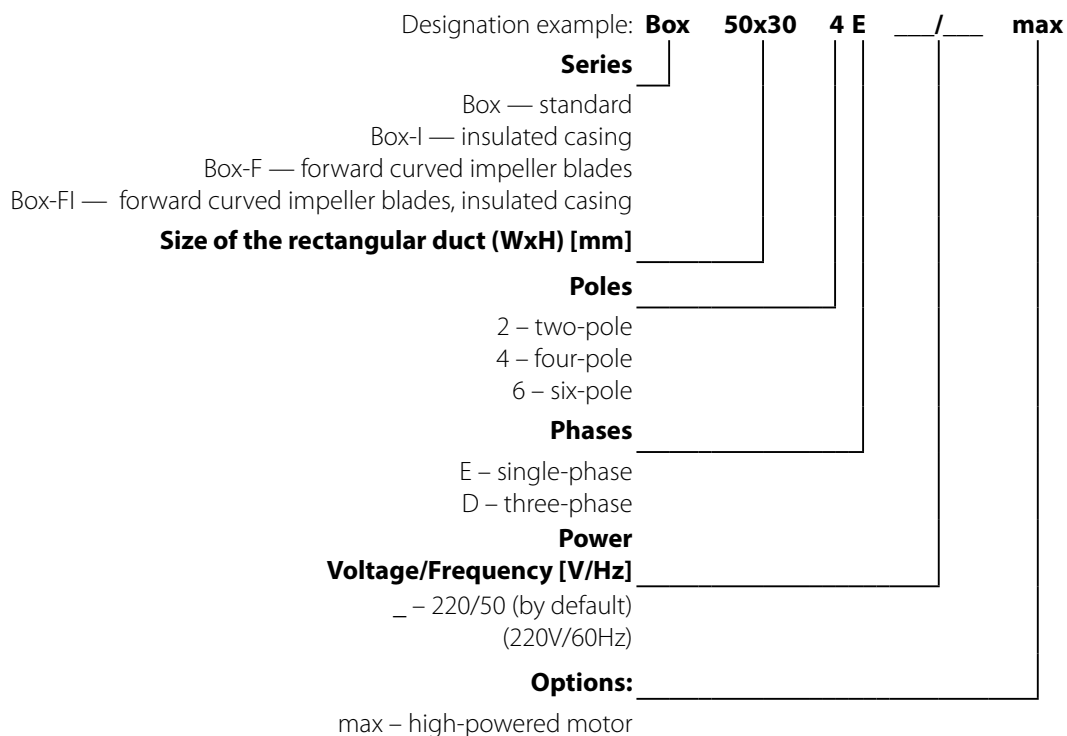 Designation example: Box 50x30 4 E ___/___ max
Series
Box — standard
Box-I — insulated casing
Box-F — forward curved impeller blades
Box-FI — forward curved impeller blades, insulated casing
Size of the rectangular duct (WxH) [mm]
Poles
2 – two-pole
4 – four-pole
6 – six-pole
Phases
E – single-phase
D – three-phase
Power
Voltage/Frequency [V/Hz]
_ – 220/50 (by default)
(220V/60Hz)
Options:
max – high-powered motor